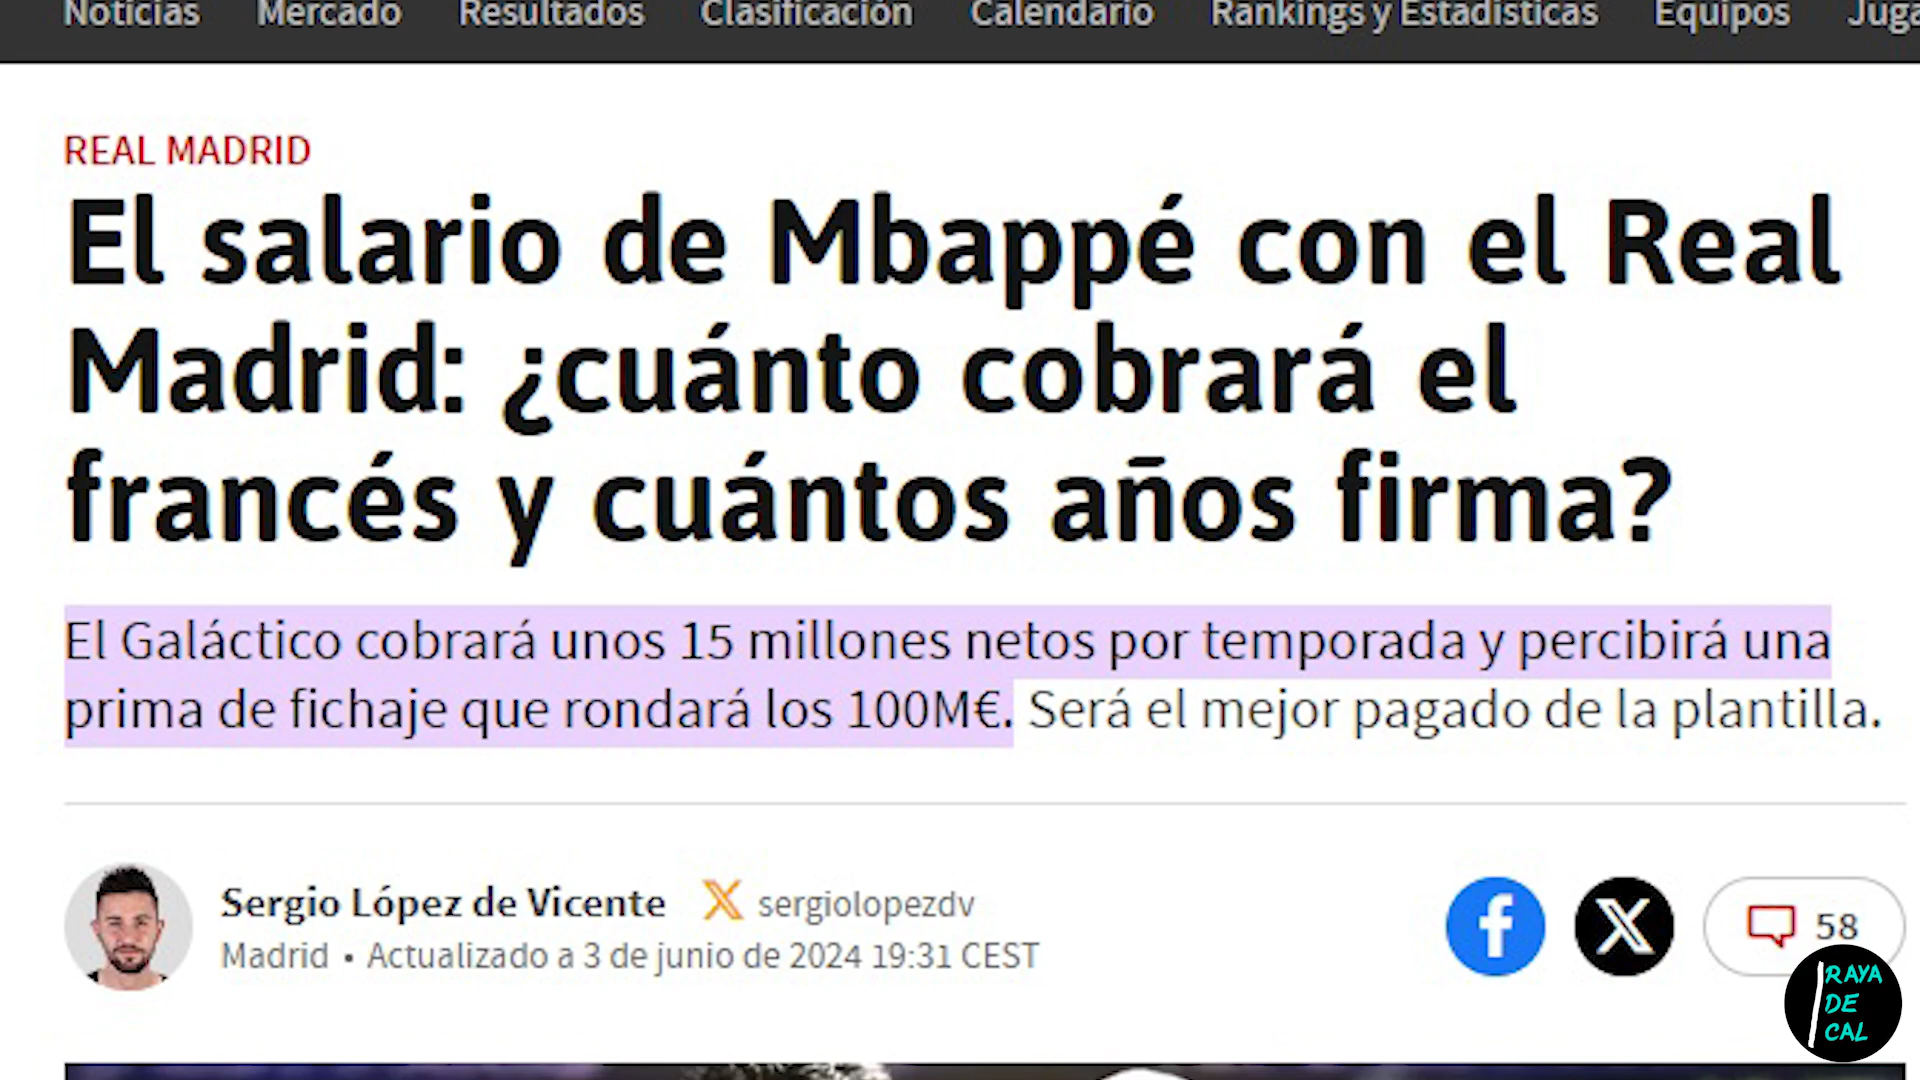 Noticias Mercado Resultados Clasificación Calendario Rankings y Estadísticas Equipos Juga
REAL MADRID
El salario de Mbappé con el Real
Madrid: ¿cuánto cobrará el
francés y cuántos años firma?
El Galáctico cobrará unos 15 millones netos por temporada y percibirá una
prima de fichaje que rondará los 100M€. Será el mejor pagado de la plantilla.
Sergio López de Vicente sergiolopezdv
Madrid • Actualizado a 3 de junio de 2024 19:31 CEST
58
RAYA
DE
CAL